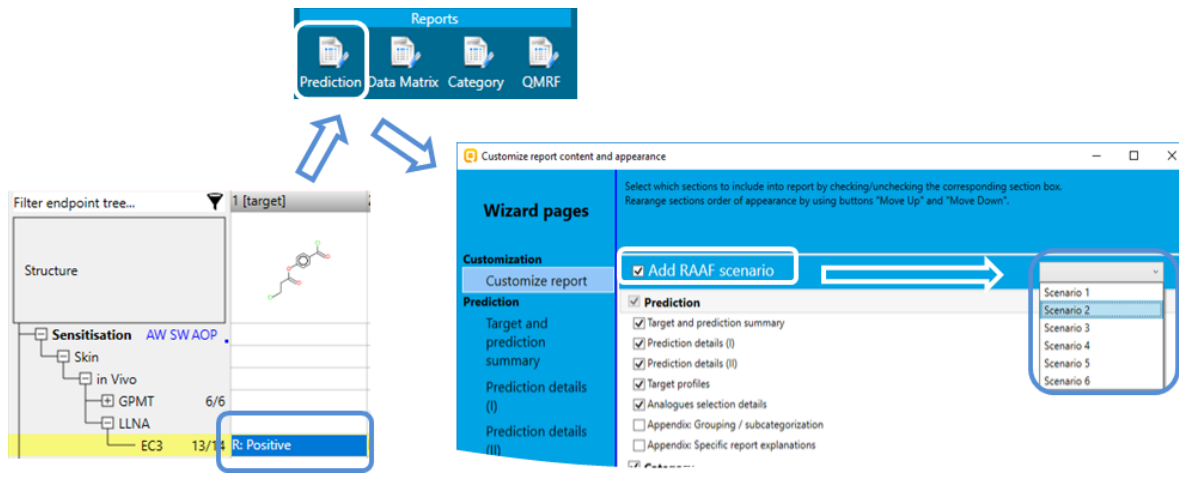 Reports
Prediction Data Matrix Category QMRF
Filter endpoint tree... 1 [target]
Structure
Sensitisation AW SW AOP
Skin
in Vivo
GPMT 6/6
LLNA
EC3 13/14 R: Positive
Customize report content and appearance
Wizard pages
Select which sections to include into report by checking/unchecking the corresponding section box.
Rearrange sections order of appearance by using buttons "Move Up" and "Move Down".
Customization
Customize report
Prediction
Target and
prediction
summary
Prediction details
(I)
Prediction details
(II)
Add RAAF scenario
Prediction
Target and prediction summary
Prediction details (I)
Prediction details (II)
Target profiles
Analogues selection details
Appendix: Grouping / subcategorization
Appendix: Specific report explanations
Scenario 1
Scenario 2
Scenario 3
Scenario 4
Scenario 5
Scenario 6